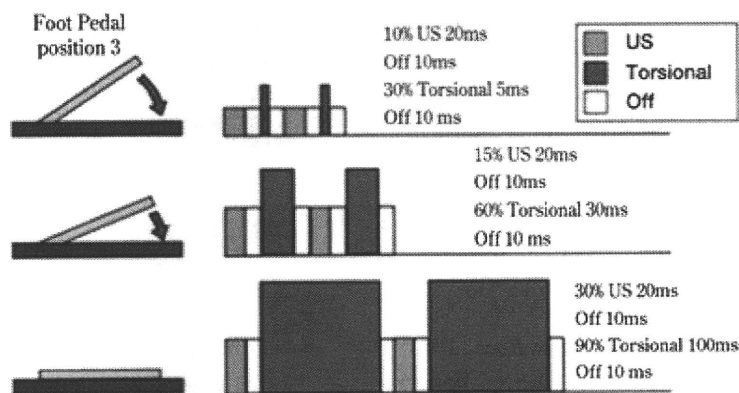 Foot Pedal
position 3
10% US 20ms
Off 10ms
30% Torsional 5ms
Off 10 ms
US
Torsional
Off
15% US 20ms
Off 10ms
60% Torsional 30ms
Off 10 ms
30% US 20ms
Off 10ms
90% Torsional 100ms
Off 10 ms